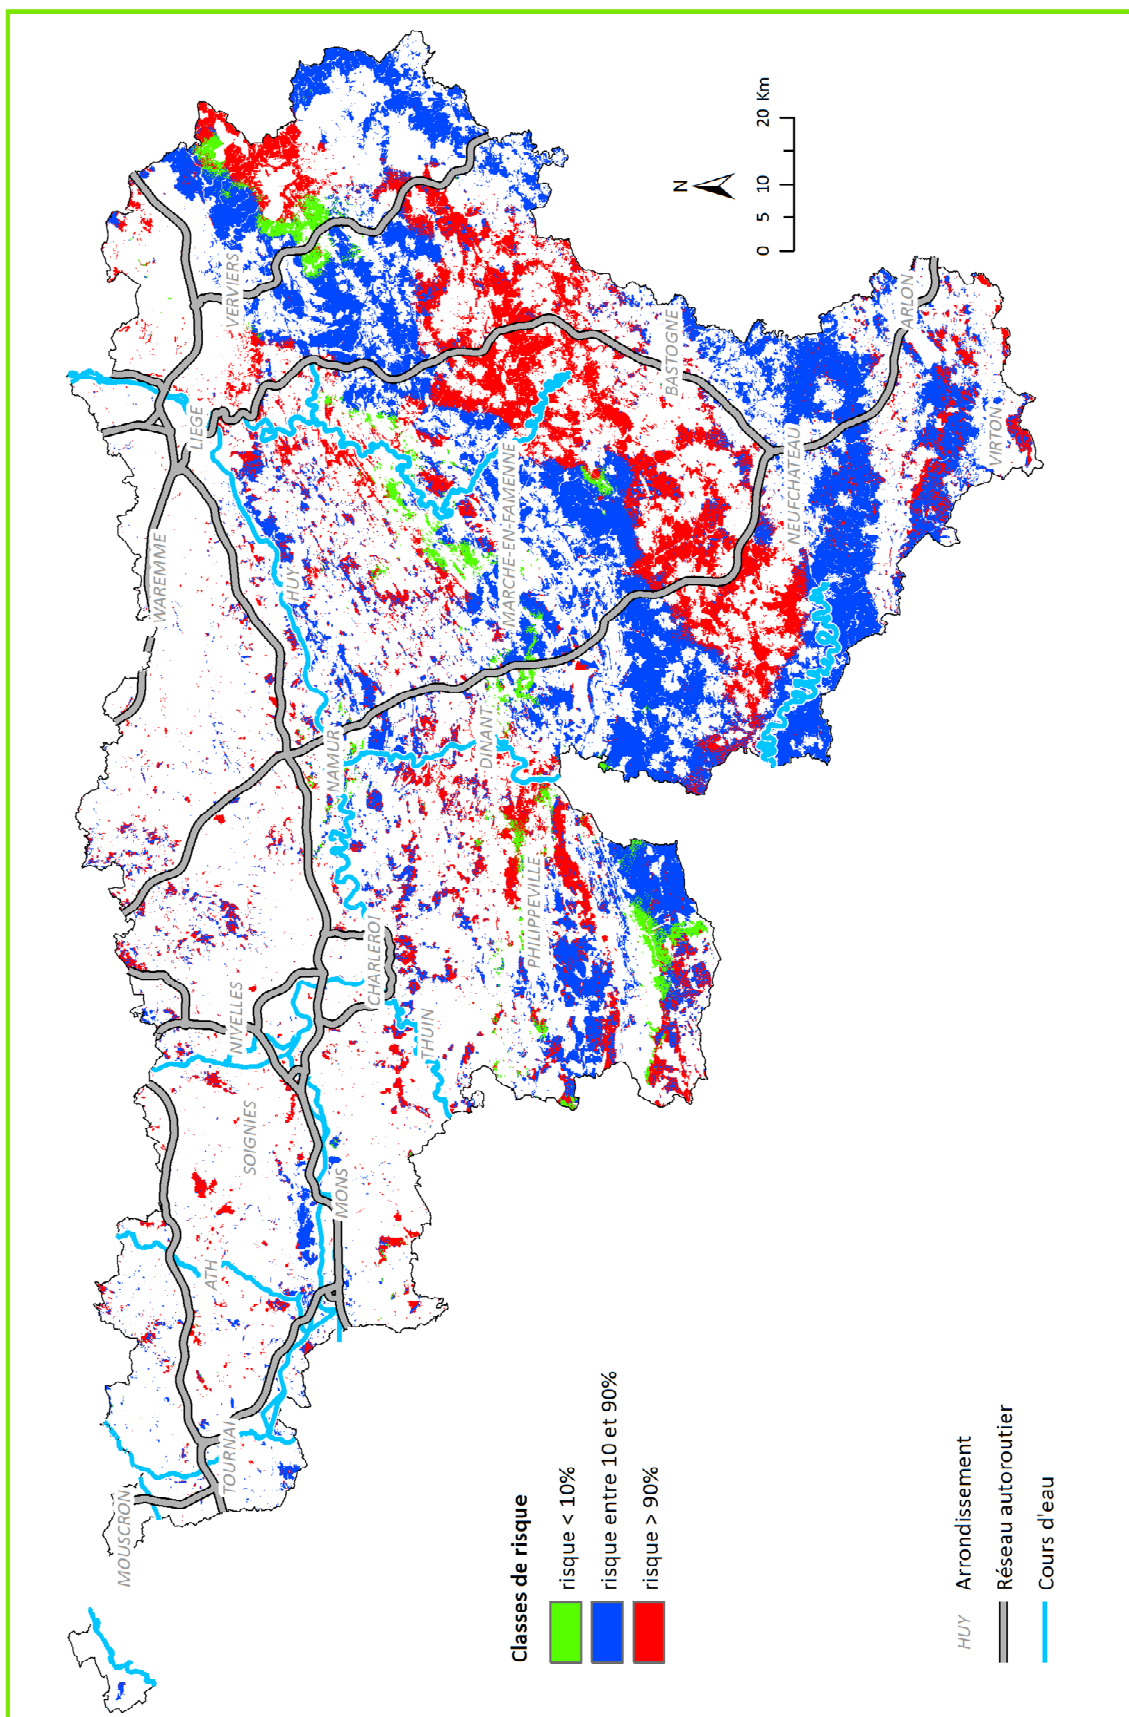 MOUSCRON
TOURNAI
ATH
SOIGNIES
MONS
NIVELLES
CHARLEROI
THUIN
NAMUR
DINANT
PHILIPPEVILLE
WAREMME
HUY
LIEGE
VERVIERS
MARCHE-EN-FAMENNE
BASTOGNE
NEUFCHATEAU
ARLON
VIRTON
N
0 5 10 20 Km
Classes de risque
risque < 10%
risque entre 10 et 90%
risque > 90%
HUY Arrondissement
Réseau autoroutier
Cours d'eau